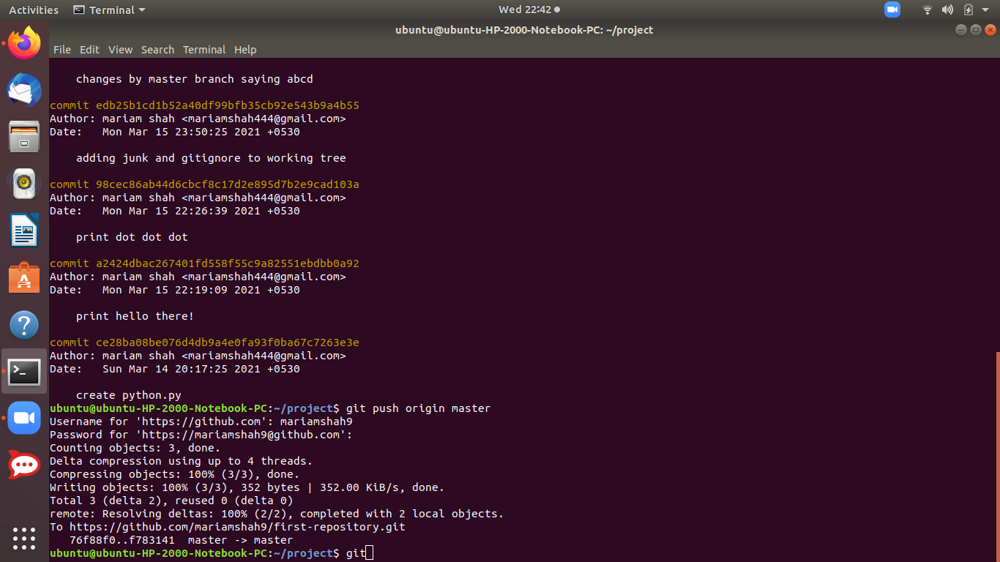 Activities Terminal Wed 22:42
ubuntu@ubuntu-HP-2000-Notebook-PC: ~/project
File Edit View Search Terminal Help
changes by master branch saying abcd
commit edb25b1cd1b52a40df99bfb35cb92e543b9a4b55
Author: mariam shah <mariamshah444@gmail.com>
Date:   Mon Mar 15 23:50:25 2021 +0530
adding junk and gitignore to working tree
commit 98cec86ab44d6cbcf8c17d2e895d7b2e9cad103a
Author: mariam shah <mariamshah444@gmail.com>
Date:   Mon Mar 15 22:26:39 2021 +0530
print dot dot dot
commit a2424dbac267401fd558f55c9a82551ebdbb0a92
Author: mariam shah <mariamshah444@gmail.com>
Date:   Mon Mar 15 22:19:09 2021 +0530
print hello there!
commit ce28ba08be076d4db9a4e0fa93f0ba67c7263e3e
Author: mariam shah <mariamshah444@gmail.com>
Date:   Sun Mar 14 20:17:25 2021 +0530
create python.py
ubuntu@ubuntu-HP-2000-Notebook-PC:~/project$ git push origin master
Username for 'https://github.com': mariamshah9
Password for 'https://mariamshah9@github.com':
Counting objects: 3, done.
Delta compression using up to 4 threads.
Compressing objects: 100% (3/3), done.
Writing objects: 100% (3/3), 352 bytes | 352.00 KiB/s, done.
Total 3 (delta 2), reused 0 (delta 0)
remote: Resolving deltas: 100% (2/2), completed with 2 local objects.
To https://github.com/mariamshah9/first-repository.git
76f88f0..f783141  master -> master
ubuntu@ubuntu-HP-2000-Notebook-PC:~/project$ git